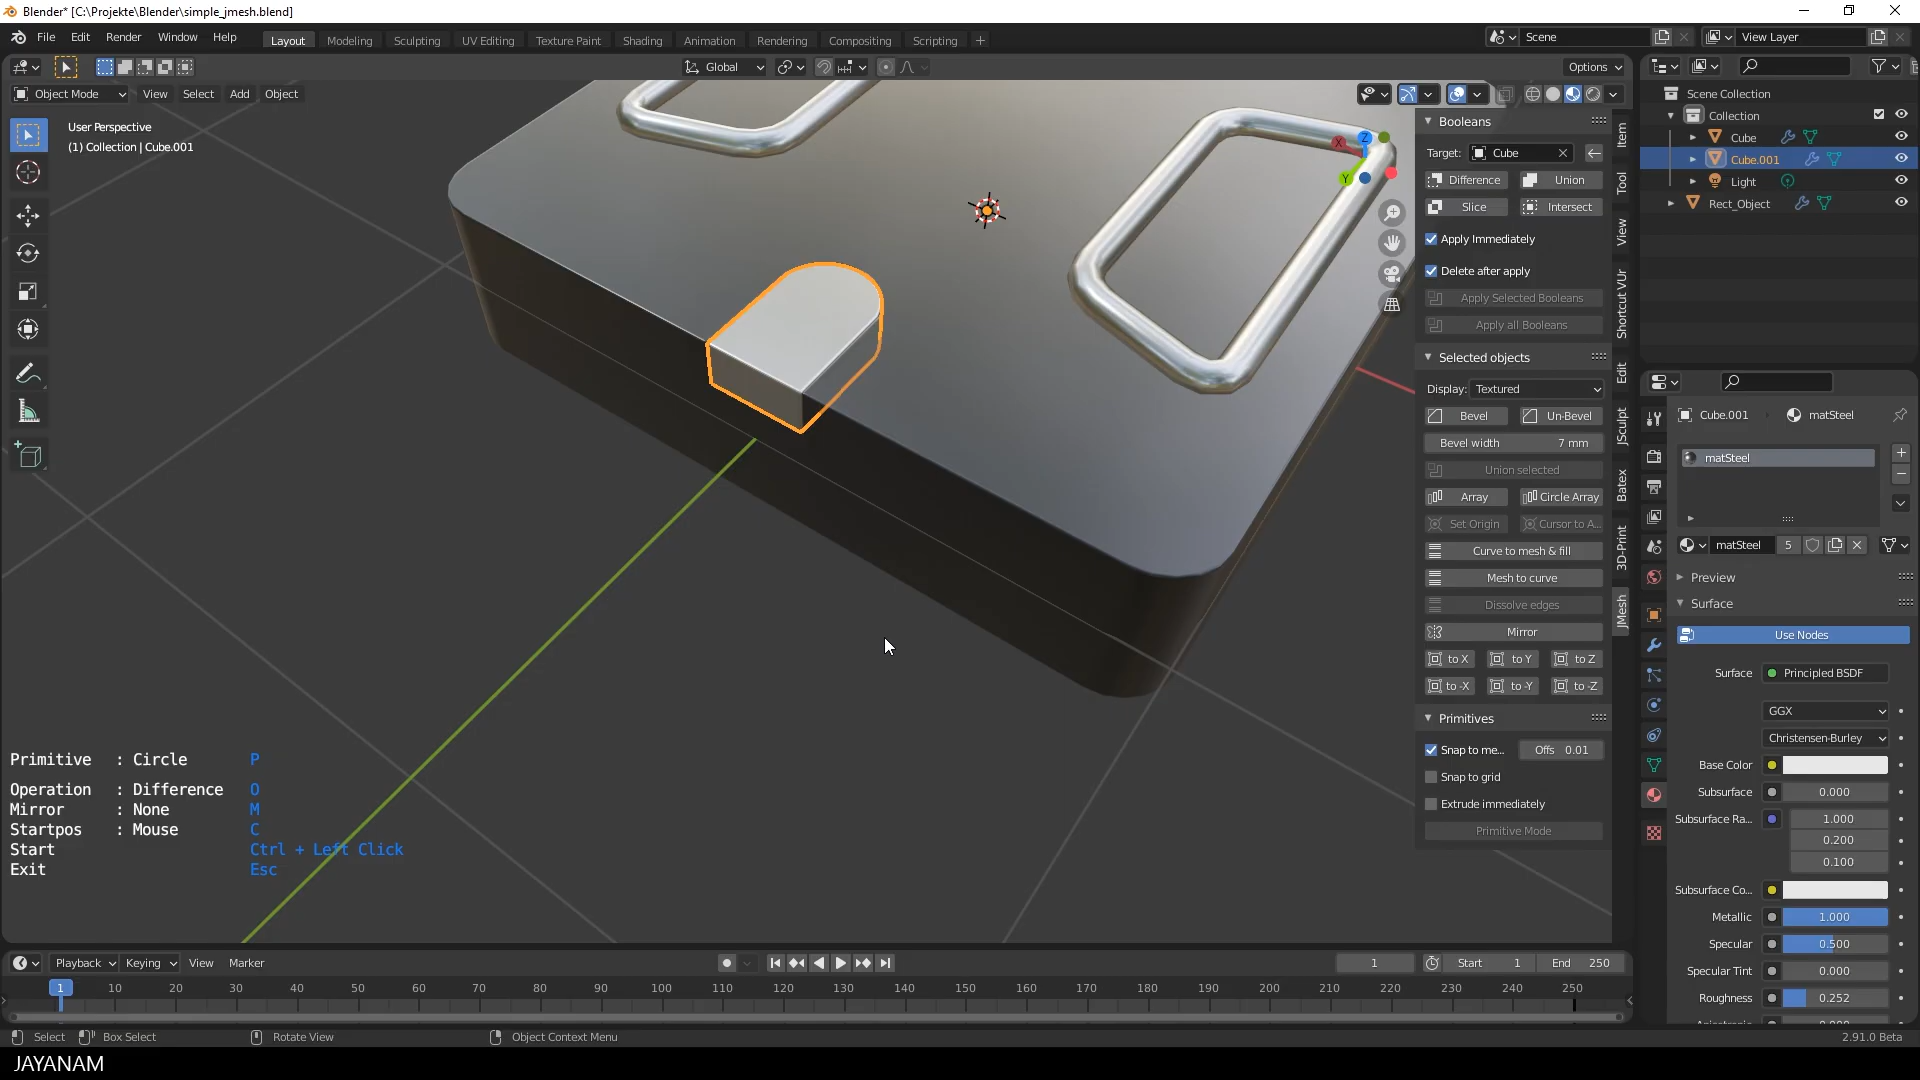 Blender* [C:\Projekte\Blender\simple_jmesh.blend]
File Edit Render Window Help
Layout Modeling Sculpting UV Editing Texture Paint Shading Animation Rendering Compositing Scripting +
Scene
View Layer
Global
Options
Object Mode View Select Add Object
User Perspective
(1) Collection | Cube.001
X
Y
Z
Booleans
Target: Cube
Difference Union
Slice Intersect
Apply Immediately
Delete after apply
Apply Selected Booleans
Apply all Booleans
Selected objects
Display: Textured
Bevel Un-Bevel
Bevel width 7 mm
Union selected
Array Circle Array
Set Origin Cursor to A...
Curve to mesh & fill
Mesh to curve
Dissolve edges
Mirror
to X to Y to Z
to -X to -Y to -Z
Primitives
Snap to me... Offs 0.01
Snap to grid
Extrude immediately
Primitive Mode
Item
Tool
View
Shortcut VUr
Edit
JSculpt
Batex
3D-Print
JMesh
Scene Collection
Collection
Cube
Cube.001
Light
Rect_Object
Cube.001 matSteel
matSteel
matSteel 5
Preview
Surface
Use Nodes
Surface Principled BSDF
GGX
Christensen-Burley
Base Color
Subsurface 0.000
Subsurface Ra... 1.000
0.200
0.100
Subsurface Co...
Metallic 1.000
Specular 0.500
Specular Tint 0.000
Roughness 0.252
Primitive : Circle P
Operation : Difference O
Mirror : None M
Startpos : Mouse C
Start Ctrl + Left Click
Exit Esc
Playback Keying View Marker
1 Start 1 End 250
1 10 20 30 40 50 60 70 80 90 100 110 120 130 140 150 160 170 180 190 200 210 220 230 240 250
Select Box Select Rotate View Object Context Menu 2.91.0 Beta
JAYANAM